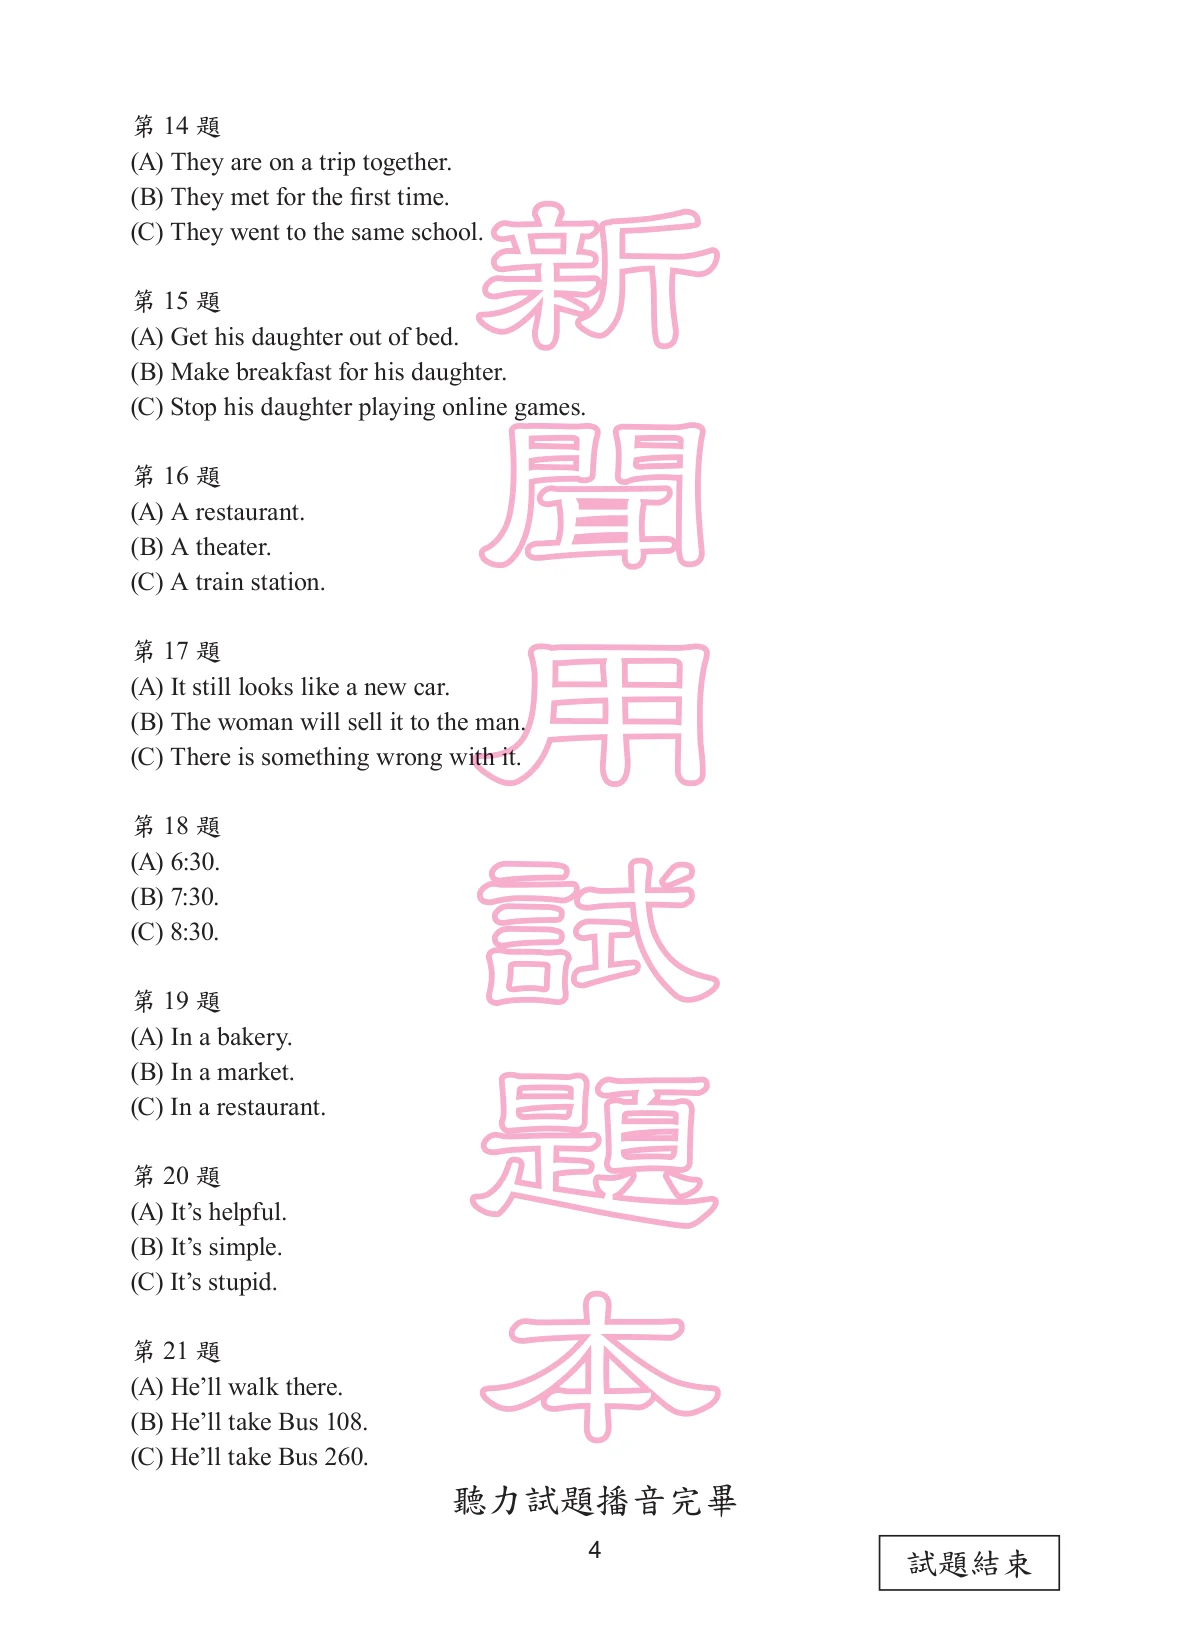 第 14 題
(A) They are on a trip together.
(B) They met for the first time.
(C) They went to the same school.
第 15 題
(A) Get his daughter out of bed.
(B) Make breakfast for his daughter.
(C) Stop his daughter playing online games.
第 16 題
(A) A restaurant.
(B) A theater.
(C) A train station.
第 17 題
(A) It still looks like a new car.
(B) The woman will sell it to the man.
(C) There is something wrong with it.
第 18 題
(A) 6:30.
(B) 7:30.
(C) 8:30.
第 19 題
(A) In a bakery.
(B) In a market.
(C) In a restaurant.
第 20 題
(A) It’s helpful.
(B) It’s simple.
(C) It’s stupid.
第 21 題
(A) He’ll walk there.
(B) He’ll take Bus 108.
(C) He’ll take Bus 260.
聽力試題播音完畢
4
試題結束
新聞用試題本